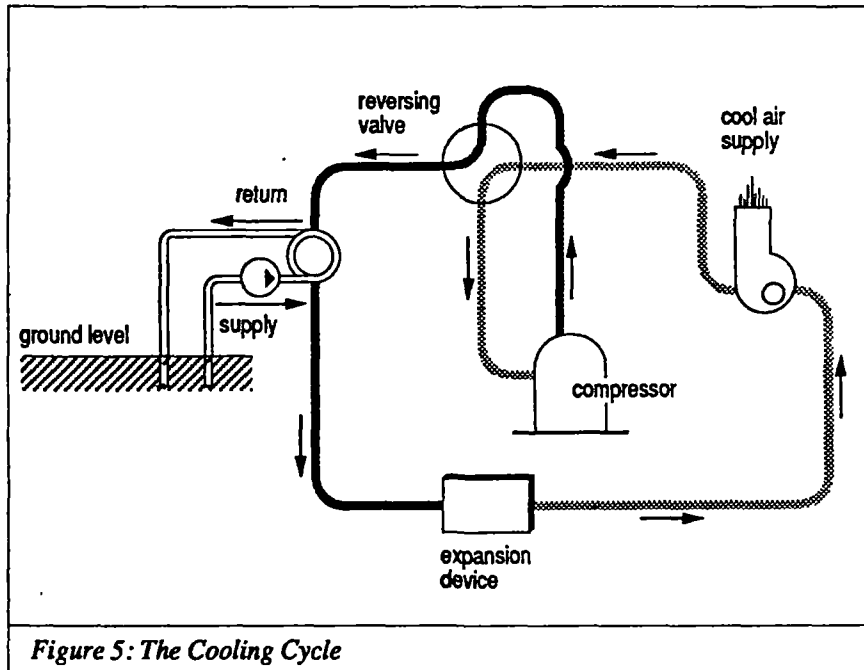 reversing
valve
cool air
supply
return
supply
ground level
compressor
expansion
device
Figure 5: The Cooling Cycle